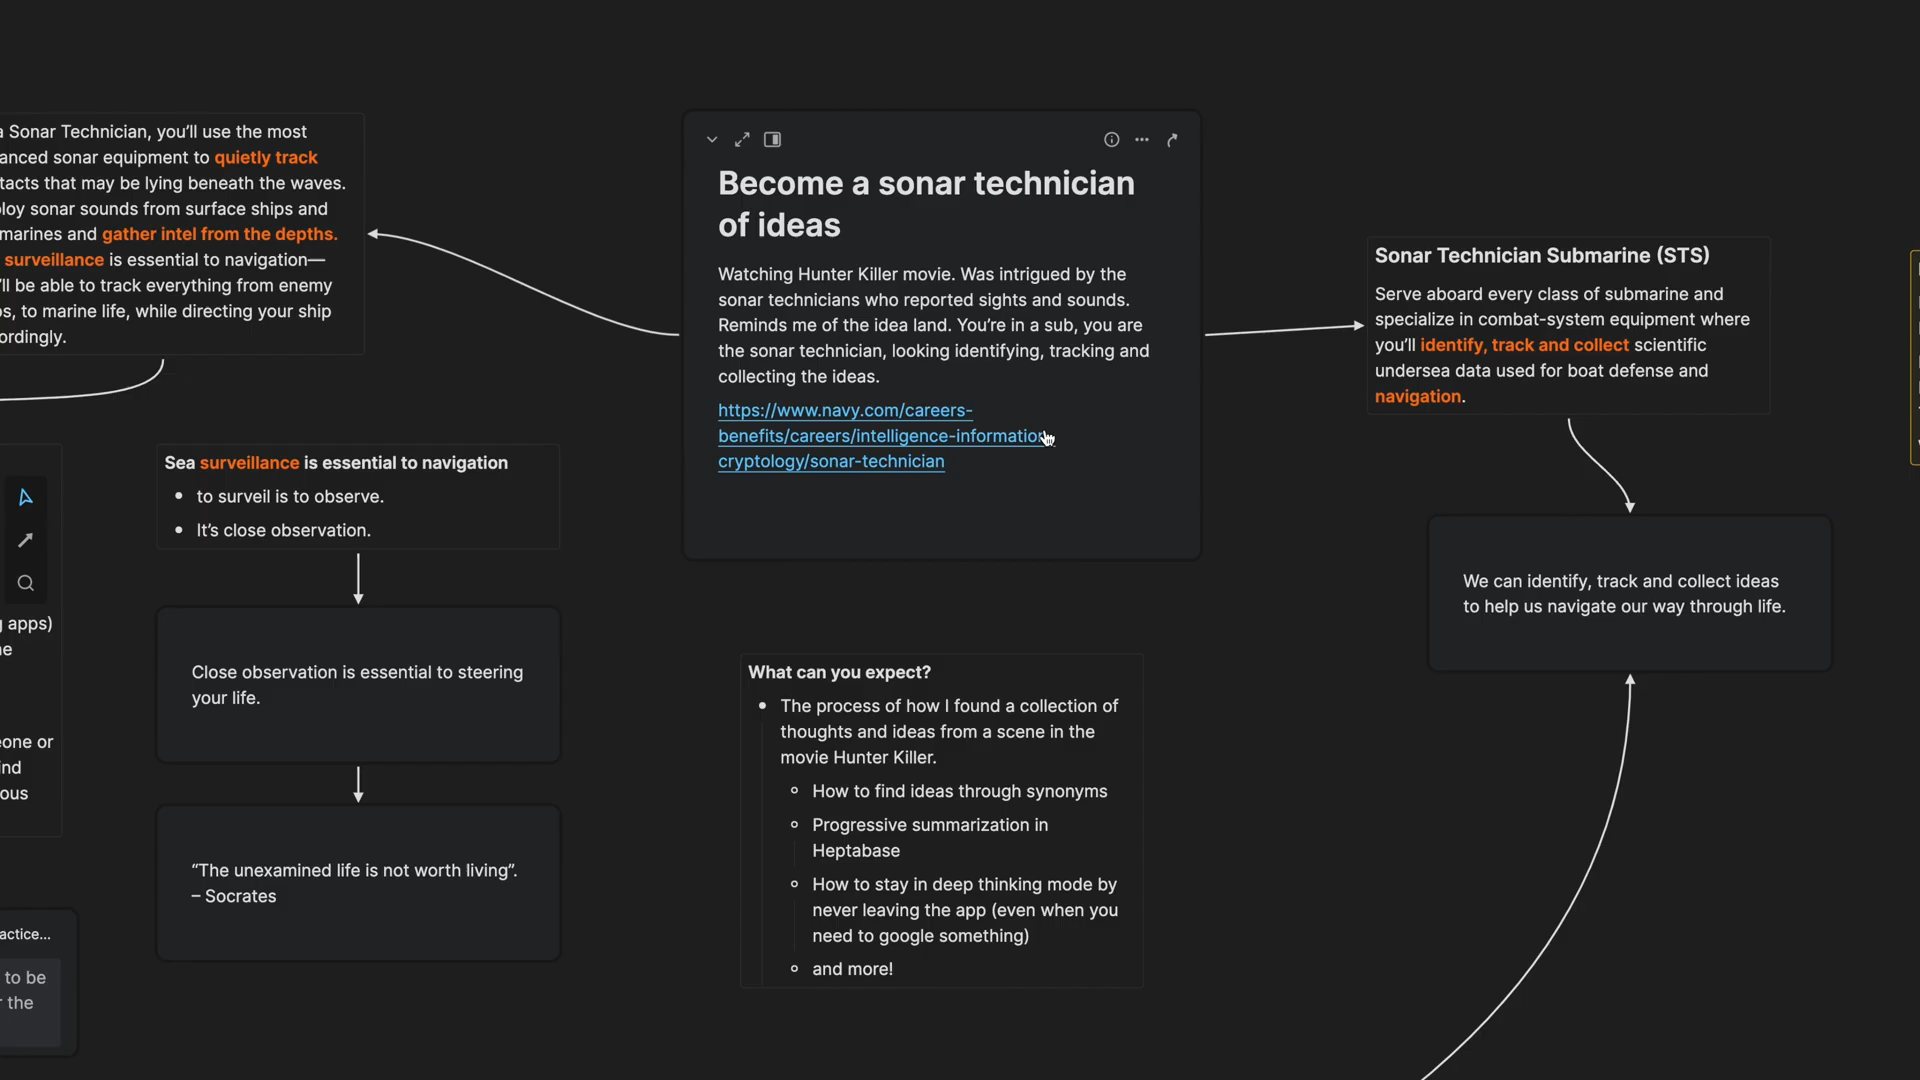 a Sonar Technician, you'll use the most
anced sonar equipment to quietly track
tacts that may be lying beneath the waves.
loy sonar sounds from surface ships and
marines and gather intel from the depths.
surveillance is essential to navigation—
'll be able to track everything from enemy
os, to marine life, while directing your ship
ordingly.
Become a sonar technician
of ideas
Watching Hunter Killer movie. Was intrigued by the
sonar technicians who reported sights and sounds.
Reminds me of the idea land. You're in a sub, you are
the sonar technician, looking identifying, tracking and
collecting the ideas.
https://www.navy.com/careers-
benefits/careers/intelligence-information-
cryptology/sonar-technician
Sonar Technician Submarine (STS)
Serve aboard every class of submarine and
specialize in combat-system equipment where
you'll identify, track and collect scientific
undersea data used for boat defense and
navigation.
Sea surveillance is essential to navigation
• to surveil is to observe.
• It's close observation.
Close observation is essential to steering
your life.
"The unexamined life is not worth living".
– Socrates
What can you expect?
• The process of how I found a collection of
thoughts and ideas from a scene in the
movie Hunter Killer.
◦ How to find ideas through synonyms
◦ Progressive summarization in
Heptabase
◦ How to stay in deep thinking mode by
never leaving the app (even when you
need to google something)
◦ and more!
We can identify, track and collect ideas
to help us navigate our way through life.
g apps)
ne
eone or
ind
ous
actice...
to be
r the